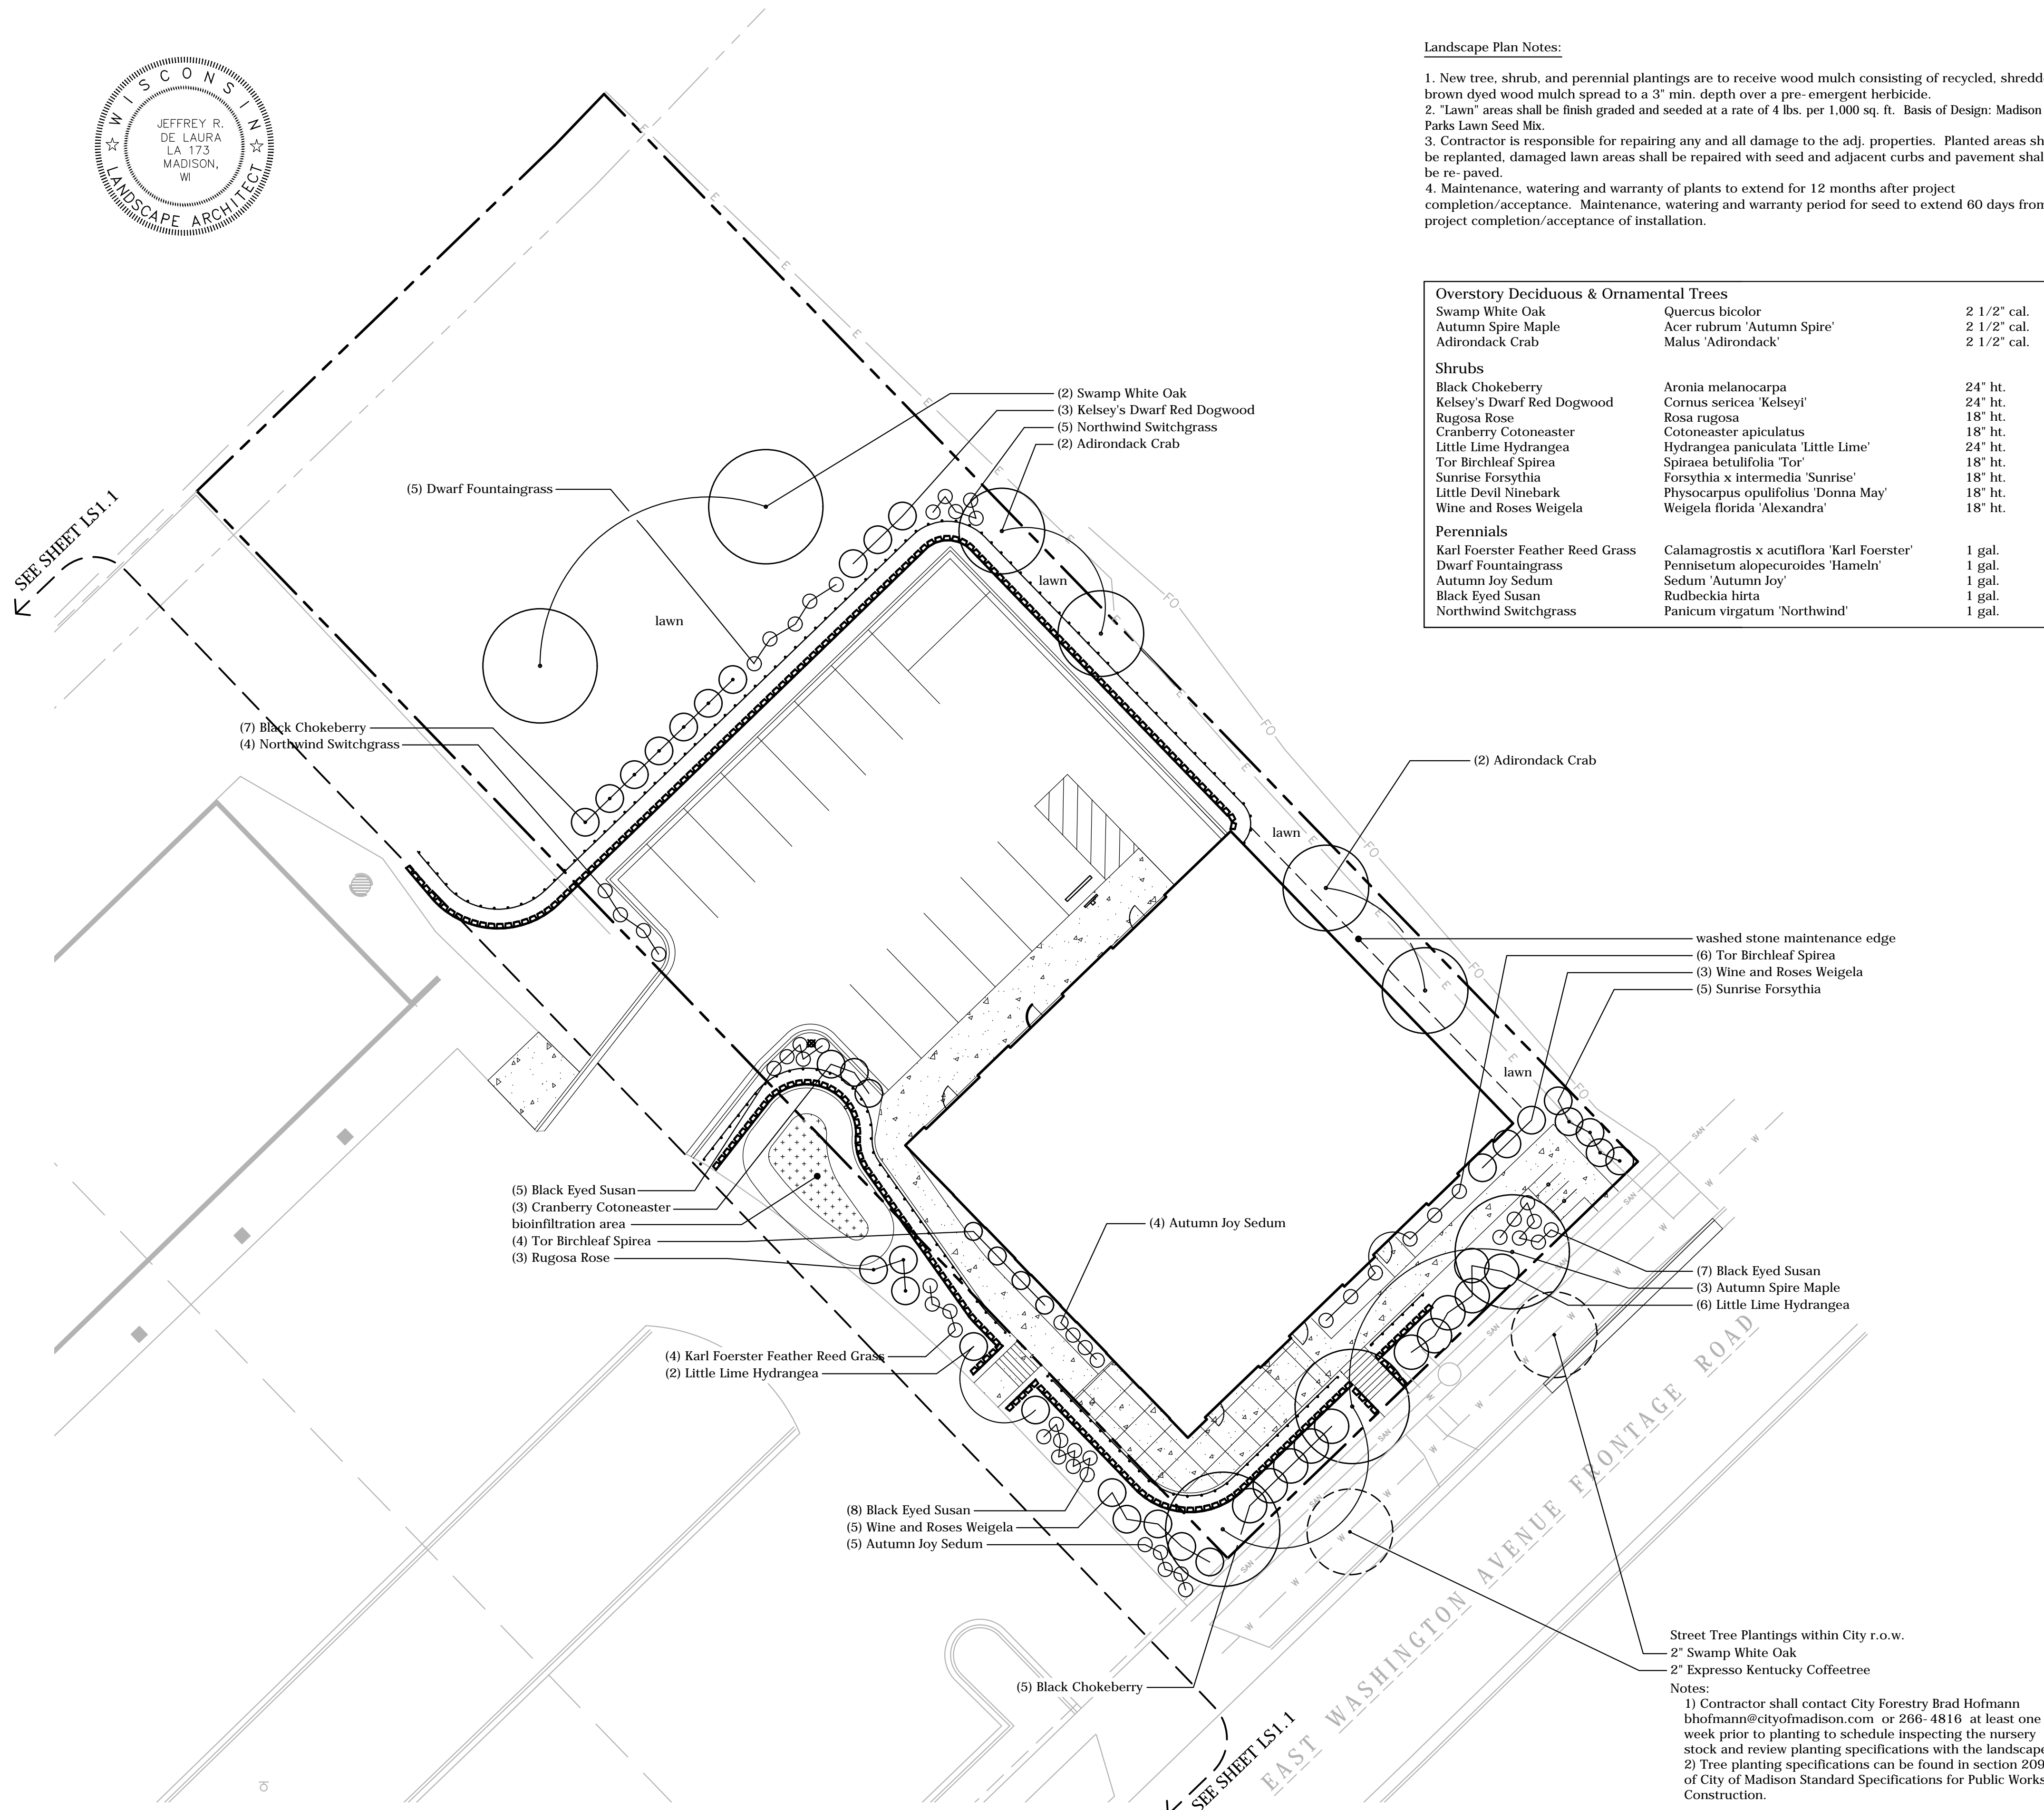 WISCONSIN
LANDSCAPE ARCHITECT
JEFFREY R.
DE LAURA
LA 173
MADISON,
WI
Landscape Plan Notes:
1. New tree, shrub, and perennial plantings are to receive wood mulch consisting of recycled, shredd
brown dyed wood mulch spread to a 3" min. depth over a pre-emergent herbicide.
2. "Lawn" areas shall be finish graded and seeded at a rate of 4 lbs. per 1,000 sq. ft. Basis of Design: Madison
Parks Lawn Seed Mix.
3. Contractor is responsible for repairing any and all damage to the adj. properties. Planted areas sh
be replanted, damaged lawn areas shall be repaired with seed and adjacent curbs and pavement shal
be re-paved.
4. Maintenance, watering and warranty of plants to extend for 12 months after project
completion/acceptance. Maintenance, watering and warranty period for seed to extend 60 days from
project completion/acceptance of installation.
Overstory Deciduous & Ornamental Trees
Swamp White Oak Quercus bicolor 2 1/2" cal.
Autumn Spire Maple Acer rubrum 'Autumn Spire' 2 1/2" cal.
Adirondack Crab Malus 'Adirondack' 2 1/2" cal.
Shrubs
Black Chokeberry Aronia melanocarpa 24" ht.
Kelsey's Dwarf Red Dogwood Cornus sericea 'Kelseyi' 24" ht.
Rugosa Rose Rosa rugosa 18" ht.
Cranberry Cotoneaster Cotoneaster apiculatus 18" ht.
Little Lime Hydrangea Hydrangea paniculata 'Little Lime' 24" ht.
Tor Birchleaf Spirea Spiraea betulifolia 'Tor' 18" ht.
Sunrise Forsythia Forsythia x intermedia 'Sunrise' 18" ht.
Little Devil Ninebark Physocarpus opulifolius 'Donna May' 18" ht.
Wine and Roses Weigela Weigela florida 'Alexandra' 18" ht.
Perennials
Karl Foerster Feather Reed Grass Calamagrostis x acutiflora 'Karl Foerster' 1 gal.
Dwarf Fountaingrass Pennisetum alopecuroides 'Hameln' 1 gal.
Autumn Joy Sedum Sedum 'Autumn Joy' 1 gal.
Black Eyed Susan Rudbeckia hirta 1 gal.
Northwind Switchgrass Panicum virgatum 'Northwind' 1 gal.
(2) Swamp White Oak
(3) Kelsey's Dwarf Red Dogwood
(5) Northwind Switchgrass
(2) Adirondack Crab
(5) Dwarf Fountaingrass
SEE SHEET LS1.1
lawn
lawn
(7) Black Chokeberry
(4) Northwind Switchgrass
(2) Adirondack Crab
lawn
washed stone maintenance edge
(6) Tor Birchleaf Spirea
(3) Wine and Roses Weigela
(5) Sunrise Forsythia
lawn
(5) Black Eyed Susan
(3) Cranberry Cotoneaster
bioinfiltration area
(4) Tor Birchleaf Spirea
(3) Rugosa Rose
(4) Autumn Joy Sedum
(7) Black Eyed Susan
(3) Autumn Spire Maple
(6) Little Lime Hydrangea
(4) Karl Foerster Feather Reed Grass
(2) Little Lime Hydrangea
(8) Black Eyed Susan
(5) Wine and Roses Weigela
(5) Autumn Joy Sedum
(5) Black Chokeberry
SEE SHEET LS1.1
EAST WASHINGTON AVENUE FRONTAGE ROAD
Street Tree Plantings within City r.o.w.
2" Swamp White Oak
2" Expresso Kentucky Coffeetree
Notes:
1) Contractor shall contact City Forestry Brad Hofmann
bhofmann@cityofmadison.com or 266-4816 at least one
week prior to planting to schedule inspecting the nursery
stock and review planting specifications with the landscape
2) Tree planting specifications can be found in section 209
of City of Madison Standard Specifications for Public Works
Construction.
E
E
E
E
E
E
E
E
E
E
E
E
FO
FO
FO
FO
FO
SAN
SAN
SAN
SAN
SAN
SAN
SAN
W
W
W
W
W
W
W
W
W
W
W
W
W